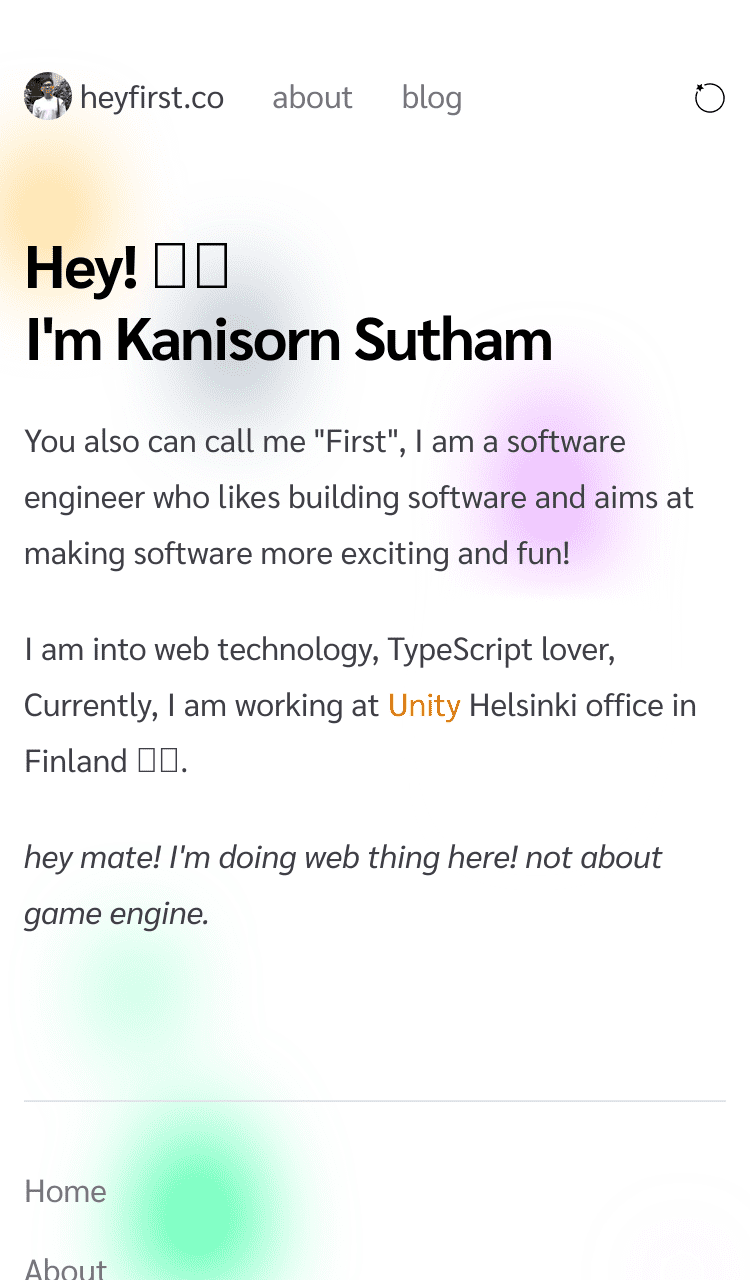 heyfirst.co about blog
Hey! 
I'm Kanisorn Sutham
You also can call me "First", I am a software
engineer who likes building software and aims at
making software more exciting and fun!
I am into web technology, TypeScript lover,
Currently, I am working at Unity Helsinki office in
Finland .
hey mate! I'm doing web thing here! not about
game engine.
Home
About